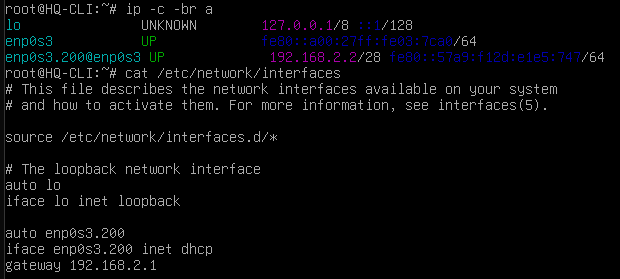 root@HQ-CLI:~# ip -c -br a
lo UNKNOWN 127.0.0.1/8 ::1/128
enp0s3 UP fe80::a00:27ff:fe03:7ca6/64
enp0s3.200@enp0s3 UP 192.168.2.2/28 fe80::57a9:f12d:c1c5:747/64
root@HQ-CLI:~# cat /etc/network/interfaces
# This file describes the network interfaces available on your system
# and how to activate them. For more information, see interfaces(5).
source /etc/network/interfaces.d/*
# The loopback network interface
auto lo
iface lo inet loopback
auto enp0s3.200
iface enp0s3.200 inet dhcp
gateway 192.168.2.1